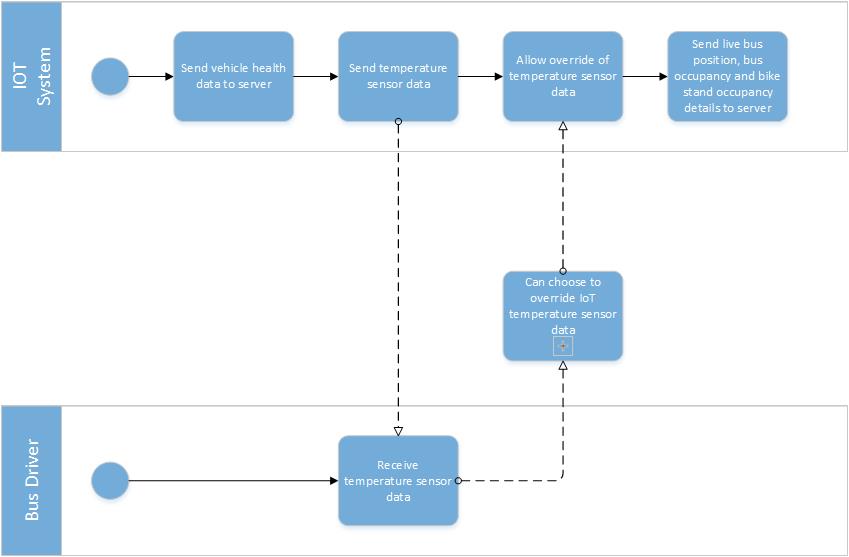 IOT
System
Send vehicle health
data to server
Send temperature
sensor data
Allow override of
temperature sensor
data
Send live bus
position, bus
occupancy and bike
stand occupancy
details to server
Can choose to
override IoT
temperature sensor
data
Bus Driver
Receive
temperature sensor
data